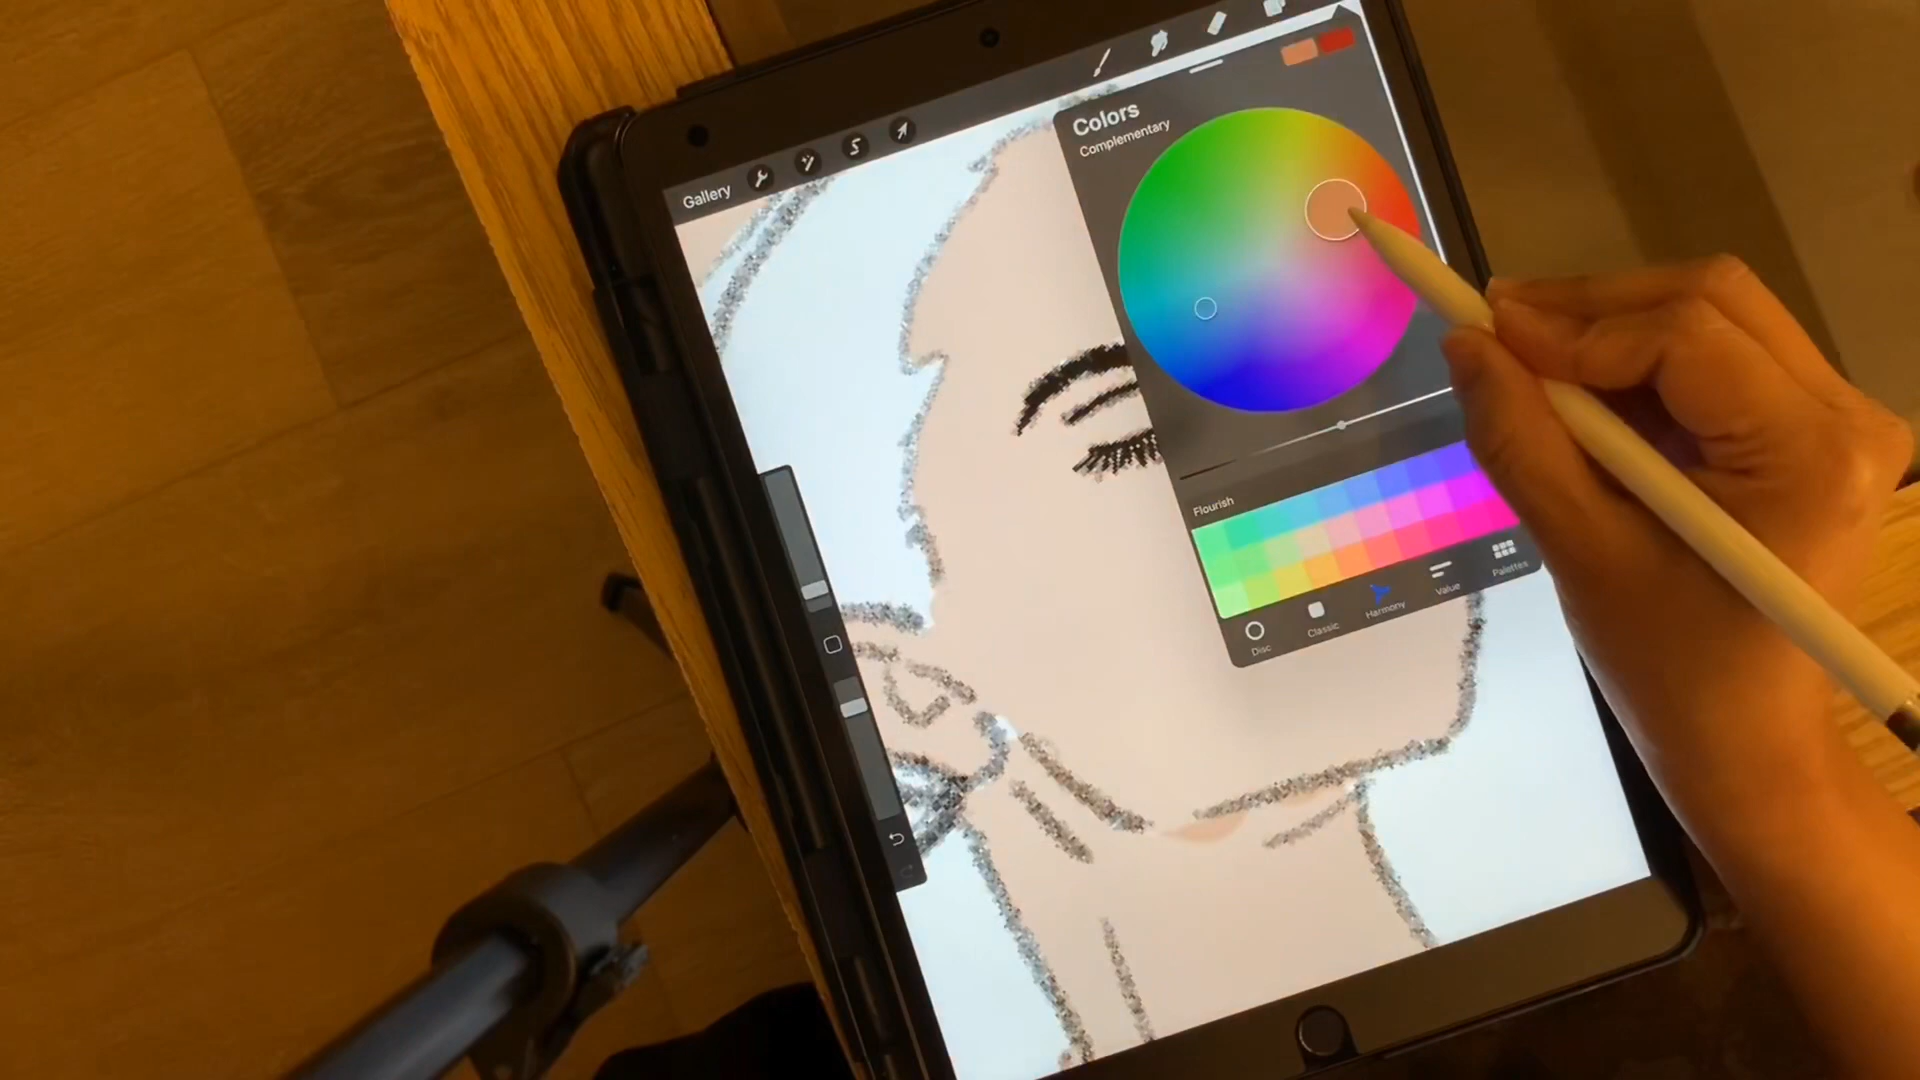 Gallery
Colors
Complementary
Flourish
Disc
Classic
Harmony
Value
Palettes